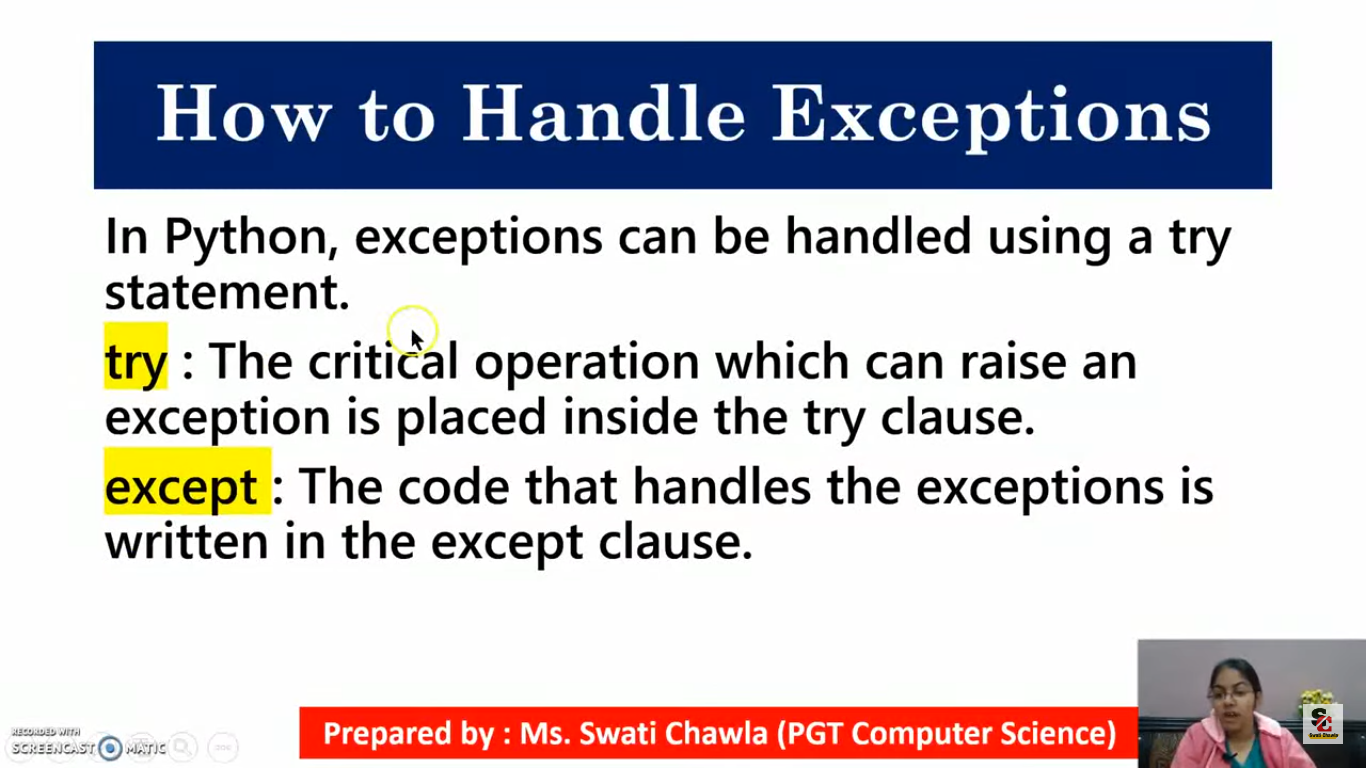 How to Handle Exceptions
In Python, exceptions can be handled using a try
statement.
try : The critical operation which can raise an
exception is placed inside the try clause.
except : The code that handles the exceptions is
written in the except clause.
Prepared by : Ms. Swati Chawla (PGT Computer Science)
RECORDED WITH
SCREENCAST MATIC
Swati Chawla